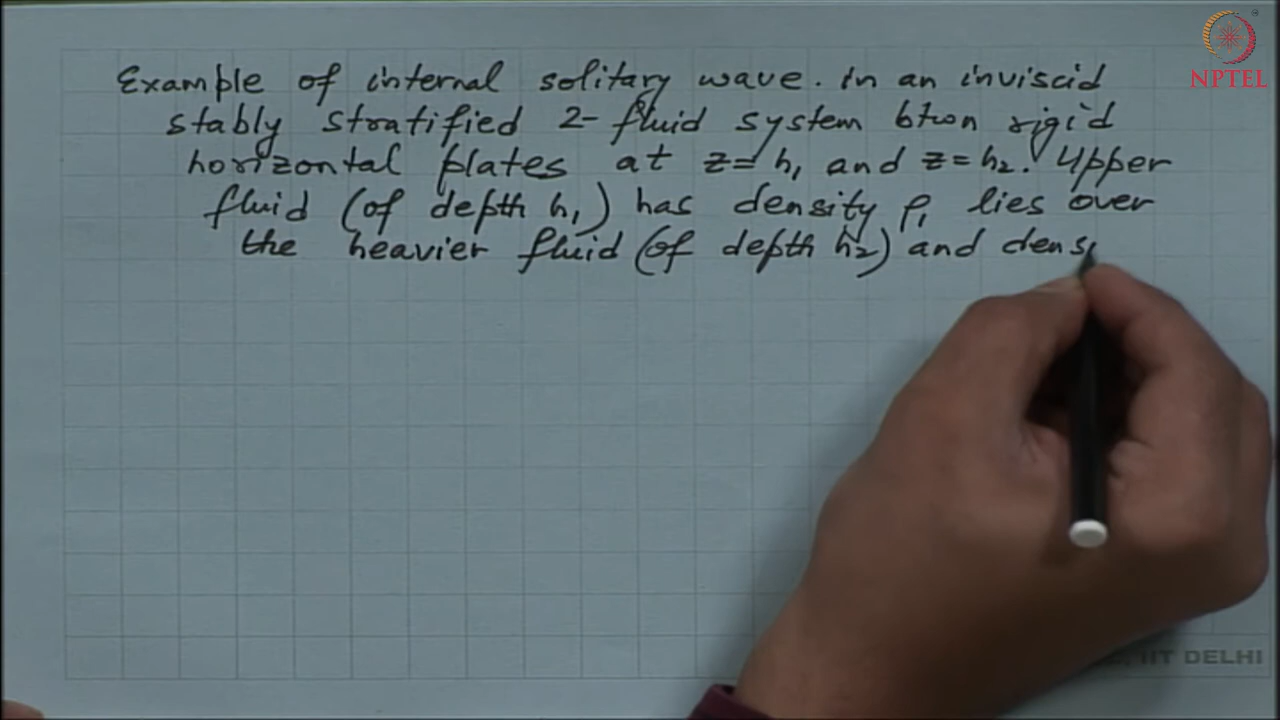 Example of internal solitary wave. In an inviscid
stably stratified 2-fluid system btwn rigid
horizontal plates at z=h₁ and z=h₂. Upper
fluid (of depth h₁) has density ρ₁ lies over
the heavier fluid (of depth h₂) and dens
NPTEL
IIT DELHI